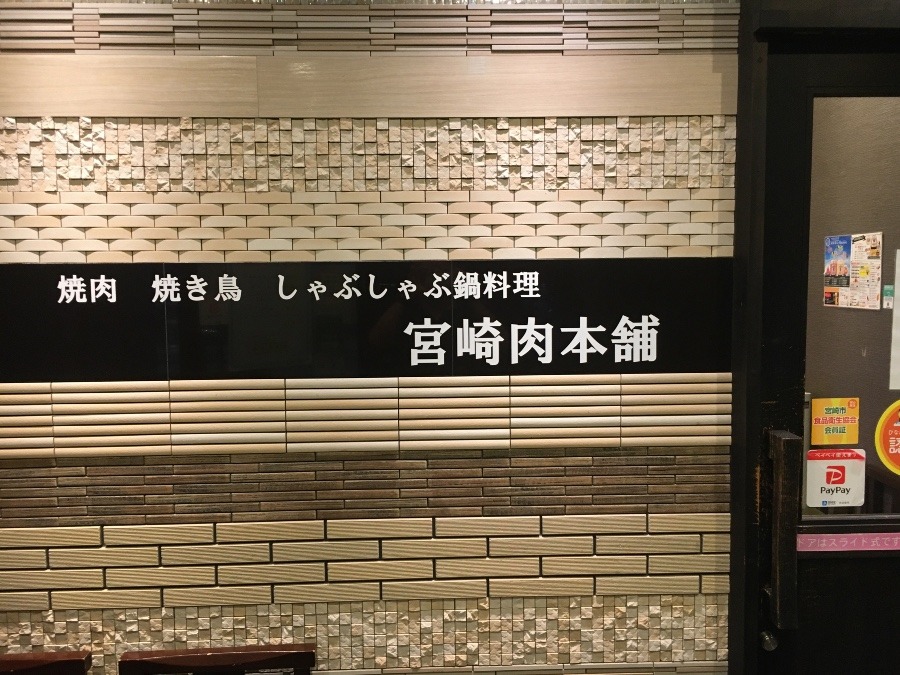 焼肉　焼き鳥　しゃぶしゃぶ鍋料理
宮崎肉本舗
宮崎市
食品衛生協会
会員証
PayPay
ドアはスライド式です